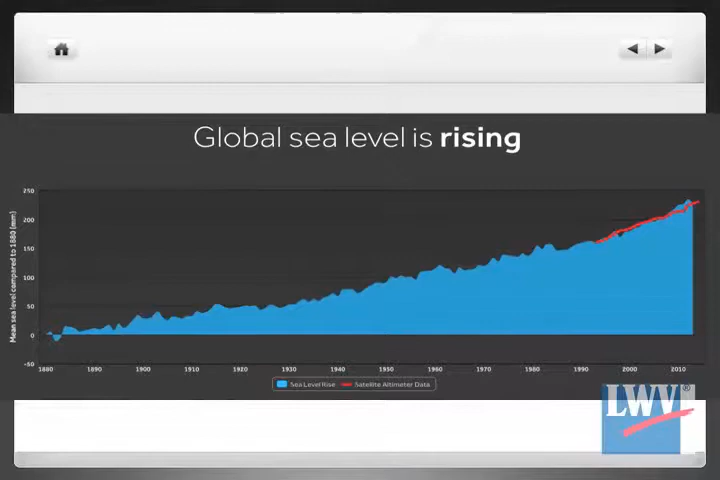 Global sea level is rising
Mean sea level compared to 1880 (mm)
250
200
150
100
50
0
-50
1880 1890 1900 1910 1920 1930 1940 1950 1960 1970 1980 1990 2000 2010
Sea Level Rise Satellite Altimeter Data
LWV®